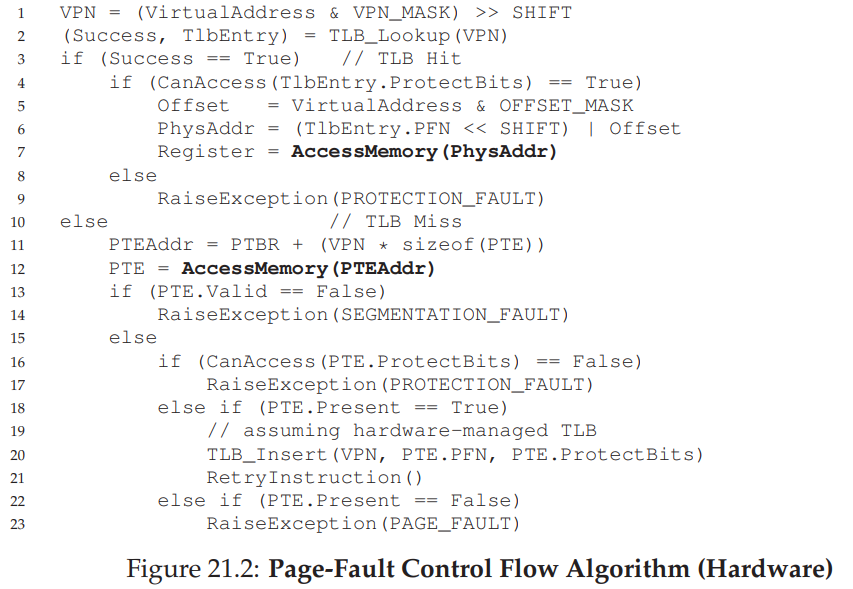 1 VPN = (VirtualAddress & VPN_MASK) >> SHIFT
2 (Success, TlbEntry) = TLB_Lookup(VPN)
3 if (Success == True)   // TLB Hit
4     if (CanAccess(TlbEntry.ProtectBits) == True)
5         Offset   = VirtualAddress & OFFSET_MASK
6         PhysAddr = (TlbEntry.PFN << SHIFT) | Offset
7         Register = AccessMemory(PhysAddr)
8     else
9         RaiseException(PROTECTION_FAULT)
10 else                  // TLB Miss
11     PTEAddr = PTBR + (VPN * sizeof(PTE))
12     PTE = AccessMemory(PTEAddr)
13     if (PTE.Valid == False)
14         RaiseException(SEGMENTATION_FAULT)
15     else
16         if (CanAccess(PTE.ProtectBits) == False)
17             RaiseException(PROTECTION_FAULT)
18         else if (PTE.Present == True)
19             // assuming hardware-managed TLB
20             TLB_Insert(VPN, PTE.PFN, PTE.ProtectBits)
21             RetryInstruction()
22         else if (PTE.Present == False)
23             RaiseException(PAGE_FAULT)
Figure 21.2: Page-Fault Control Flow Algorithm (Hardware)